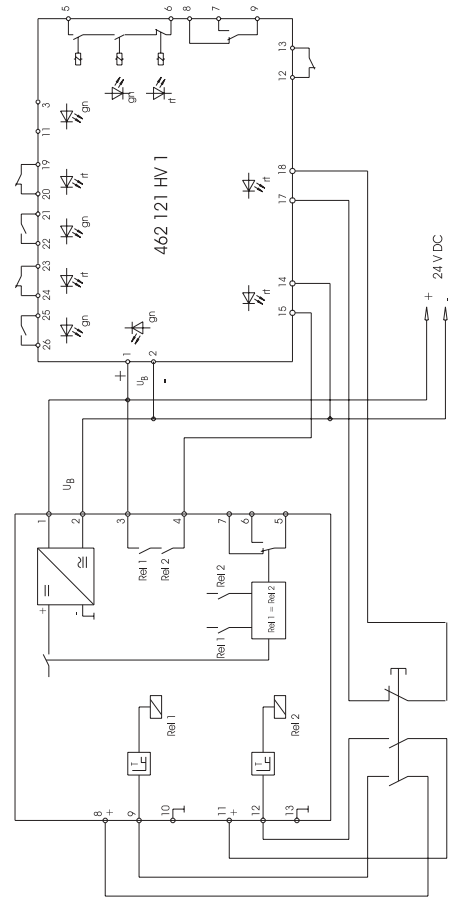 5
6
8
7
9
13
12
3
gn
11
19
rt
20
21
gn
22
23
rt
24
25
gn
26
gn
rt
462 121 HV 1
rt
rt
gn
18
17
14
15
1
2
+
U_B
-
24 V DC
+
-
U_B
1
2
3
4
7
6
5
+
-
Rel 1
Rel 2
Rel 2
Rel 1
Rel 1 = Rel 2
T
Rel 1
T
Rel 2
8
+
9
10
11
+
12
13